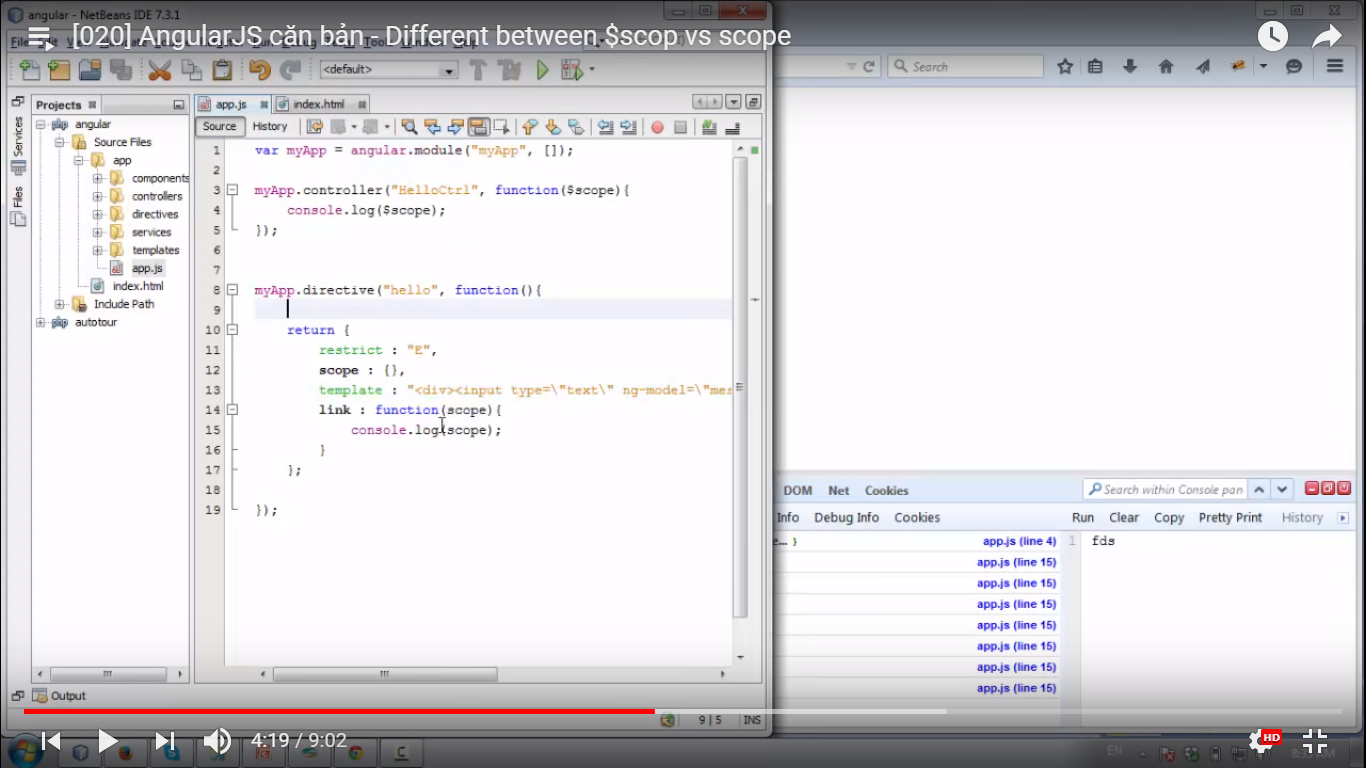 angular - NetBeans IDE 7.3.1
[020] AngularJS căn bản - Different between $scop vs scope
<default>
Search
Projects
app.js
index.html
Source
History
Services
Files
angular
Source Files
app
components
controllers
directives
services
templates
app.js
index.html
Include Path
autotour
1 var myApp = angular.module("myApp", []);
2
3 myApp.controller("HelloCtrl", function($scope){
4 console.log($scope);
5 });
6
7
8 myApp.directive("hello", function(){
9
10 return {
11 restrict : "E",
12 scope : {},
13 template : "<div><input type=\"text\" ng-model=\"mer
14 link : function(scope){
15 console.log(scope);
16 }
17 };
18
19 });
DOM Net Cookies
Search within Console pan
Info Debug Info Cookies
Run Clear Copy Pretty Print History
e... } app.js (line 4)
1 fds
app.js (line 15)
app.js (line 15)
app.js (line 15)
app.js (line 15)
app.js (line 15)
app.js (line 15)
app.js (line 15)
Output
9 | 5 INS
4:19 / 9:02
HD
EN